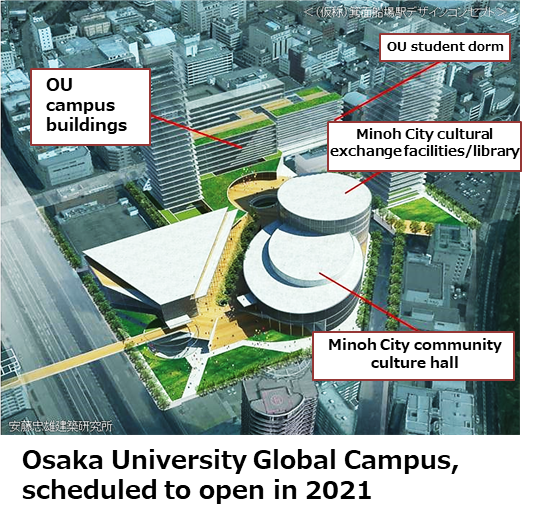 <(仮称)箕面船場駅デザインコンセプト>
OU student dorm
OU
campus
buildings
Minoh City cultural
exchange facilities/library
Minoh City community
culture hall
安藤忠雄建築研究所
Osaka University Global Campus,
scheduled to open in 2021